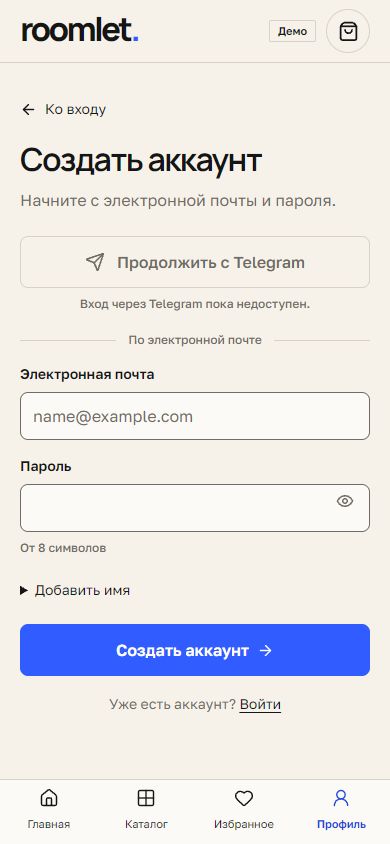 roomlet.
Демо
Ко входу
Создать аккаунт
Начните с электронной почты и пароля.
Продолжить с Telegram
Вход через Telegram пока недоступен.
По электронной почте
Электронная почта
name@example.com
Пароль
От 8 символов
Добавить имя
Создать аккаунт
Уже есть аккаунт? Войти
Главная Каталог Избранное Профиль